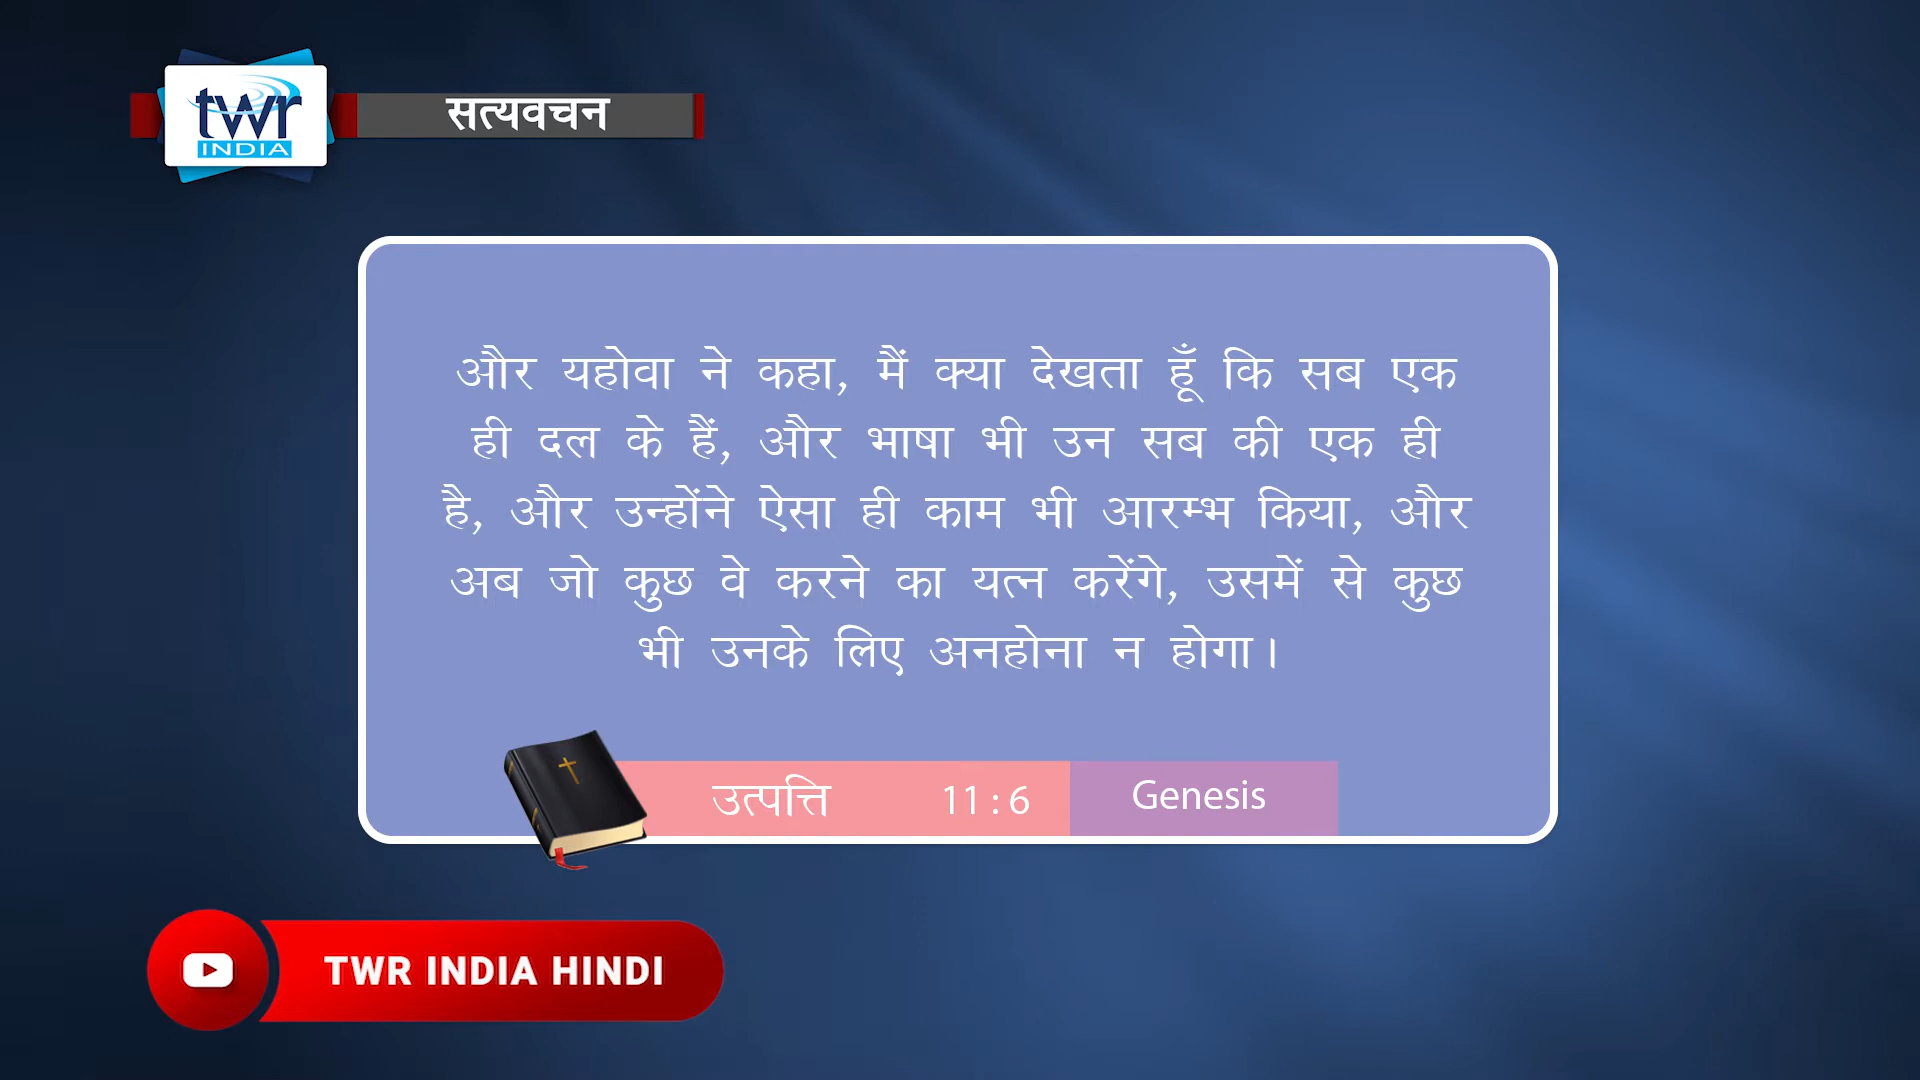 twr
INDIA
सत्यवचन
और यहोवा ने कहा, मैं क्या देखता हूँ कि सब एक
ही दल के हैं, और भाषा भी उन सब की एक ही
है, और उन्होंने ऐसा ही काम भी आरम्भ किया, और
अब जो कुछ वे करने का यत्न करेंगे, उसमें से कुछ
भी उनके लिए अनहोना न होगा।
उत्पत्ति 11 : 6 Genesis
TWR INDIA HINDI